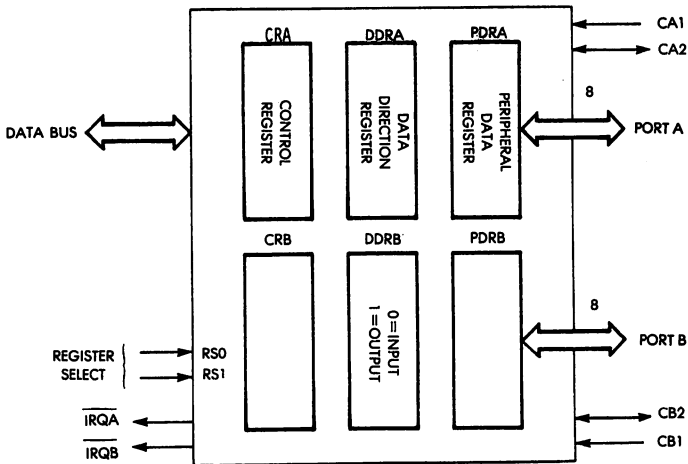 CRA
DDRA
PDRA
CA1
CA2
CONTROL
REGISTER
DATA
DIRECTION
REGISTER
PERIPHERAL
DATA
REGISTER
8
DATA BUS
PORT A
CRB
DDRB
PDRB
0=INPUT
1=OUTPUT
8
PORT B
REGISTER
SELECT
RS0
RS1
IRQA
IRQB
CB2
CB1